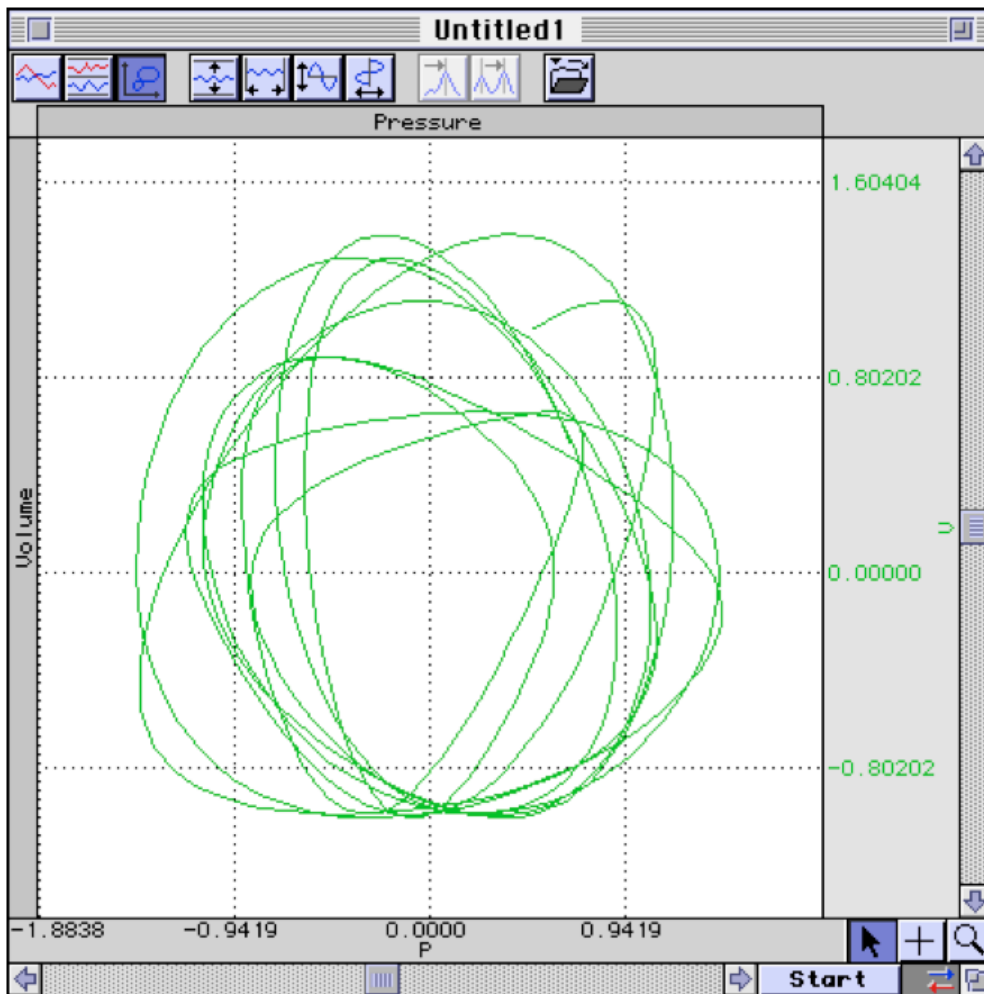 Untitled1
Pressure
Volume
1.60404
0.80202
U
0.00000
-0.80202
-1.8838 -0.9419 0.0000 0.9419
P
Start